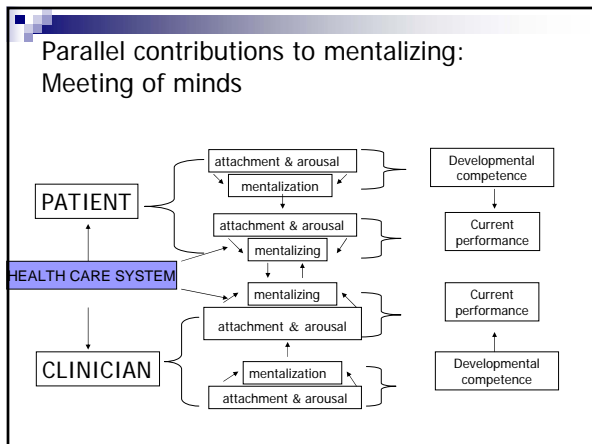 Parallel contributions to mentalizing:
Meeting of minds
attachment & arousal
mentalization
Developmental
competence
PATIENT
attachment & arousal
mentalizing
Current
performance
HEALTH CARE SYSTEM
mentalizing
attachment & arousal
Current
performance
CLINICIAN
mentalization
attachment & arousal
Developmental
competence